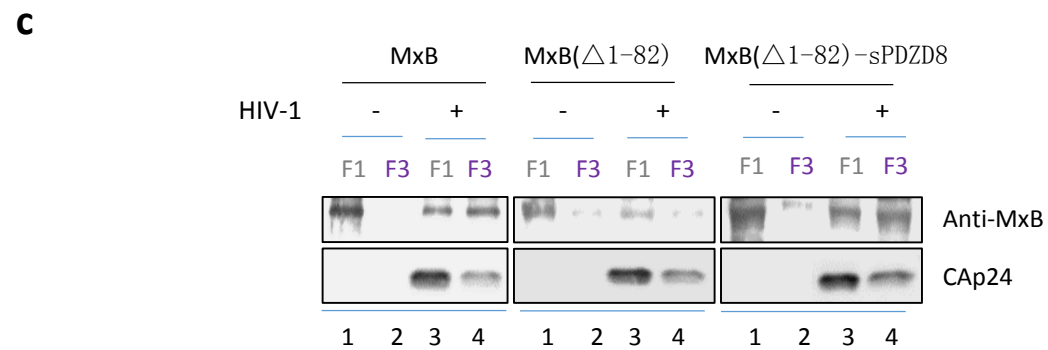 c
MxB MxB(△1-82) MxB(△1-82)-sPDZD8
HIV-1 - + - + - +
F1 F3 F1 F3 F1 F3 F1 F3 F1 F3 F1 F3
Anti-MxB
CAp24
1 2 3 4 1 2 3 4 1 2 3 4